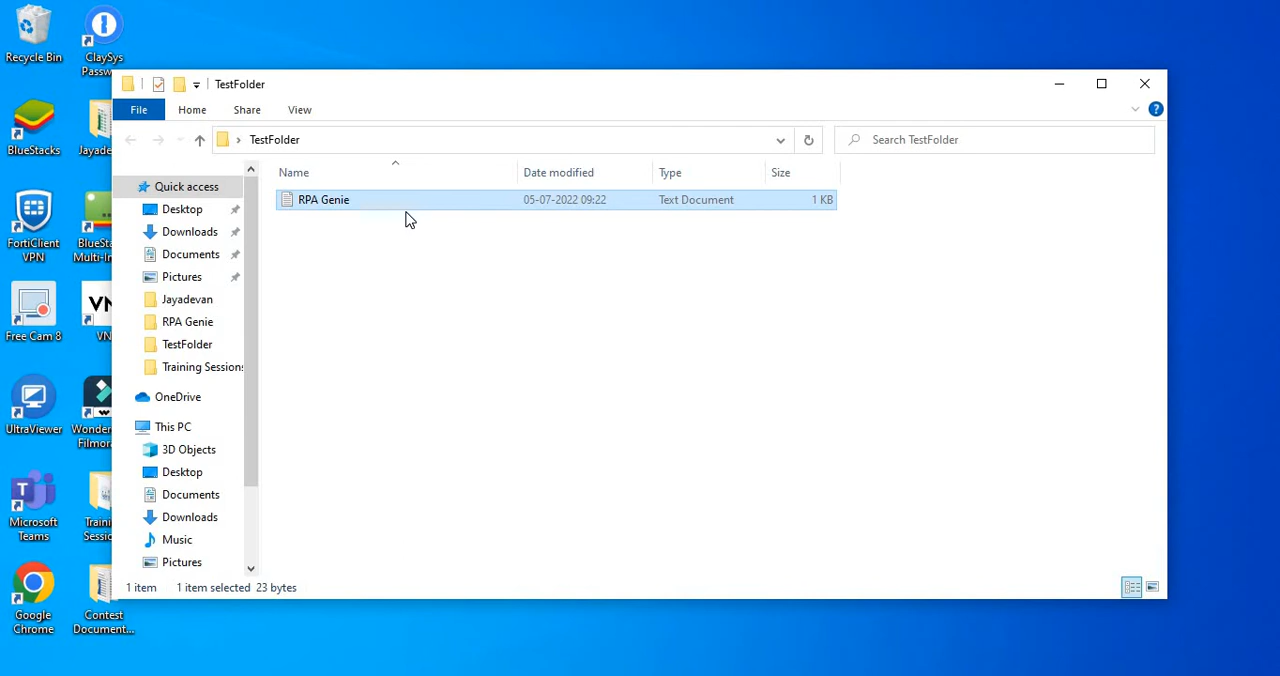 Recycle Bin
ClaySys
Passw...
BlueStacks
Jayade
FortiClient
VPN
BlueSta
Multi-In
Free Cam 8
VN
VN
UltraViewer
Wonder
Filmora
Microsoft
Teams
Traini
Sessio
Google
Chrome
Contest
Document...
TestFolder
File
Home
Share
View
TestFolder
Search TestFolder
Name
Date modified
Type
Size
RPA Genie
05-07-2022 09:22
Text Document
1 KB
Quick access
Desktop
Downloads
Documents
Pictures
Jayadevan
RPA Genie
TestFolder
Training Sessions
OneDrive
This PC
3D Objects
Desktop
Documents
Downloads
Music
Pictures
1 item
1 item selected 23 bytes